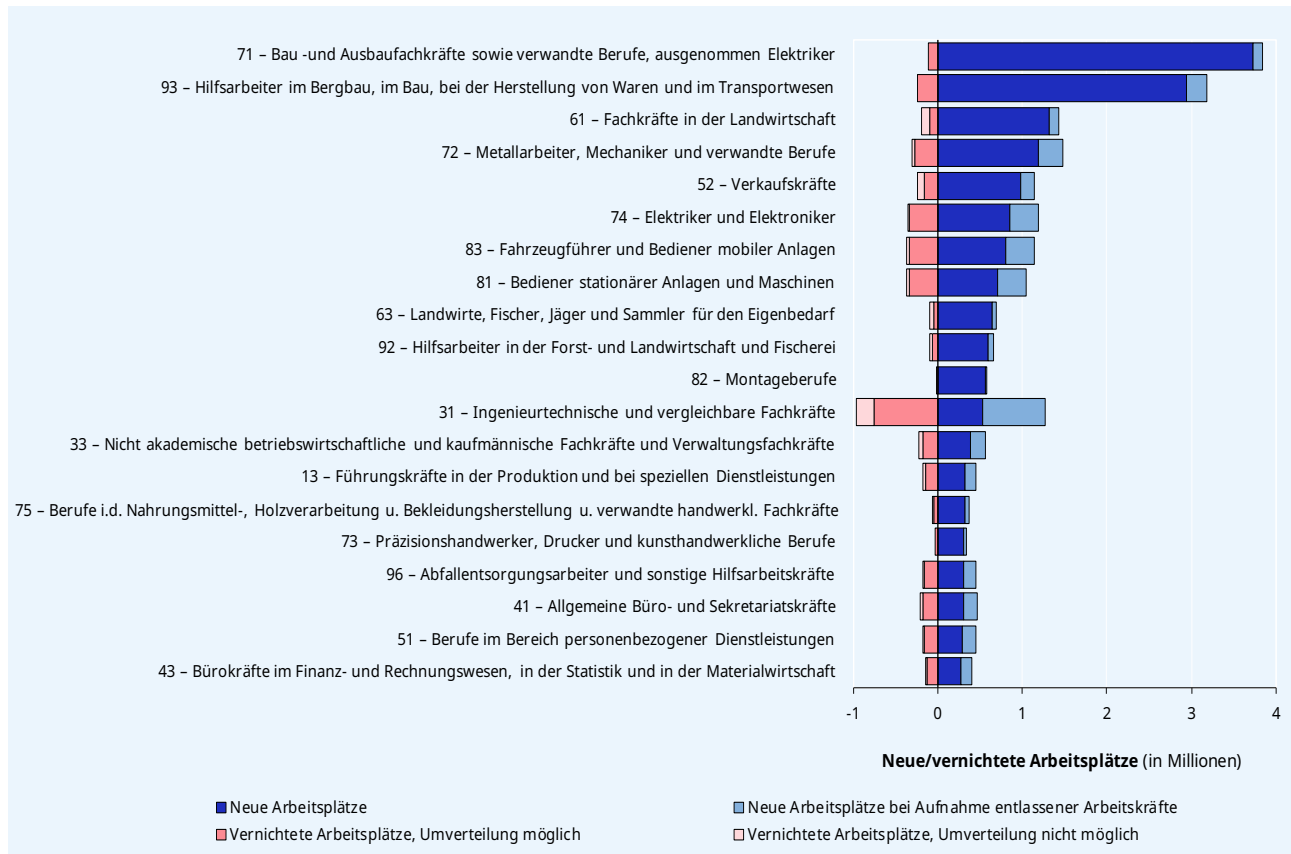 71 – Bau -und Ausbaufachkräfte sowie verwandte Berufe, ausgenommen Elektriker
93 – Hilfsarbeiter im Bergbau, im Bau, bei der Herstellung von Waren und im Transportwesen
61 – Fachkräfte in der Landwirtschaft
72 – Metallarbeiter, Mechaniker und verwandte Berufe
52 – Verkaufskräfte
74 – Elektriker und Elektroniker
83 – Fahrzeugführer und Bediener mobiler Anlagen
81 – Bediener stationärer Anlagen und Maschinen
63 – Landwirte, Fischer, Jäger und Sammler für den Eigenbedarf
92 – Hilfsarbeiter in der Forst- und Landwirtschaft und Fischerei
82 – Montageberufe
31 – Ingenieurtechnische und vergleichbare Fachkräfte
33 – Nicht akademische betriebswirtschaftliche und kaufmännische Fachkräfte und Verwaltungsfachkräfte
13 – Führungskräfte in der Produktion und bei speziellen Dienstleistungen
75 – Berufe i.d. Nahrungsmittel-, Holzverarbeitung u. Bekleidungsherstellung u. verwandte handwerkl. Fachkräfte
73 – Präzisionshandwerker, Drucker und kunsthandwerkliche Berufe
96 – Abfallentsorgungsarbeiter und sonstige Hilfsarbeitskräfte
41 – Allgemeine Büro- und Sekretariatskräfte
51 – Berufe im Bereich personenbezogener Dienstleistungen
43 – Bürokräfte im Finanz- und Rechnungswesen, in der Statistik und in der Materialwirtschaft
-1 0 1 2 3 4
Neue/vernichtete Arbeitsplätze (in Millionen)
Neue Arbeitsplätze
Neue Arbeitsplätze bei Aufnahme entlassener Arbeitskräfte
Vernichtete Arbeitsplätze, Umverteilung möglich
Vernichtete Arbeitsplätze, Umverteilung nicht möglich